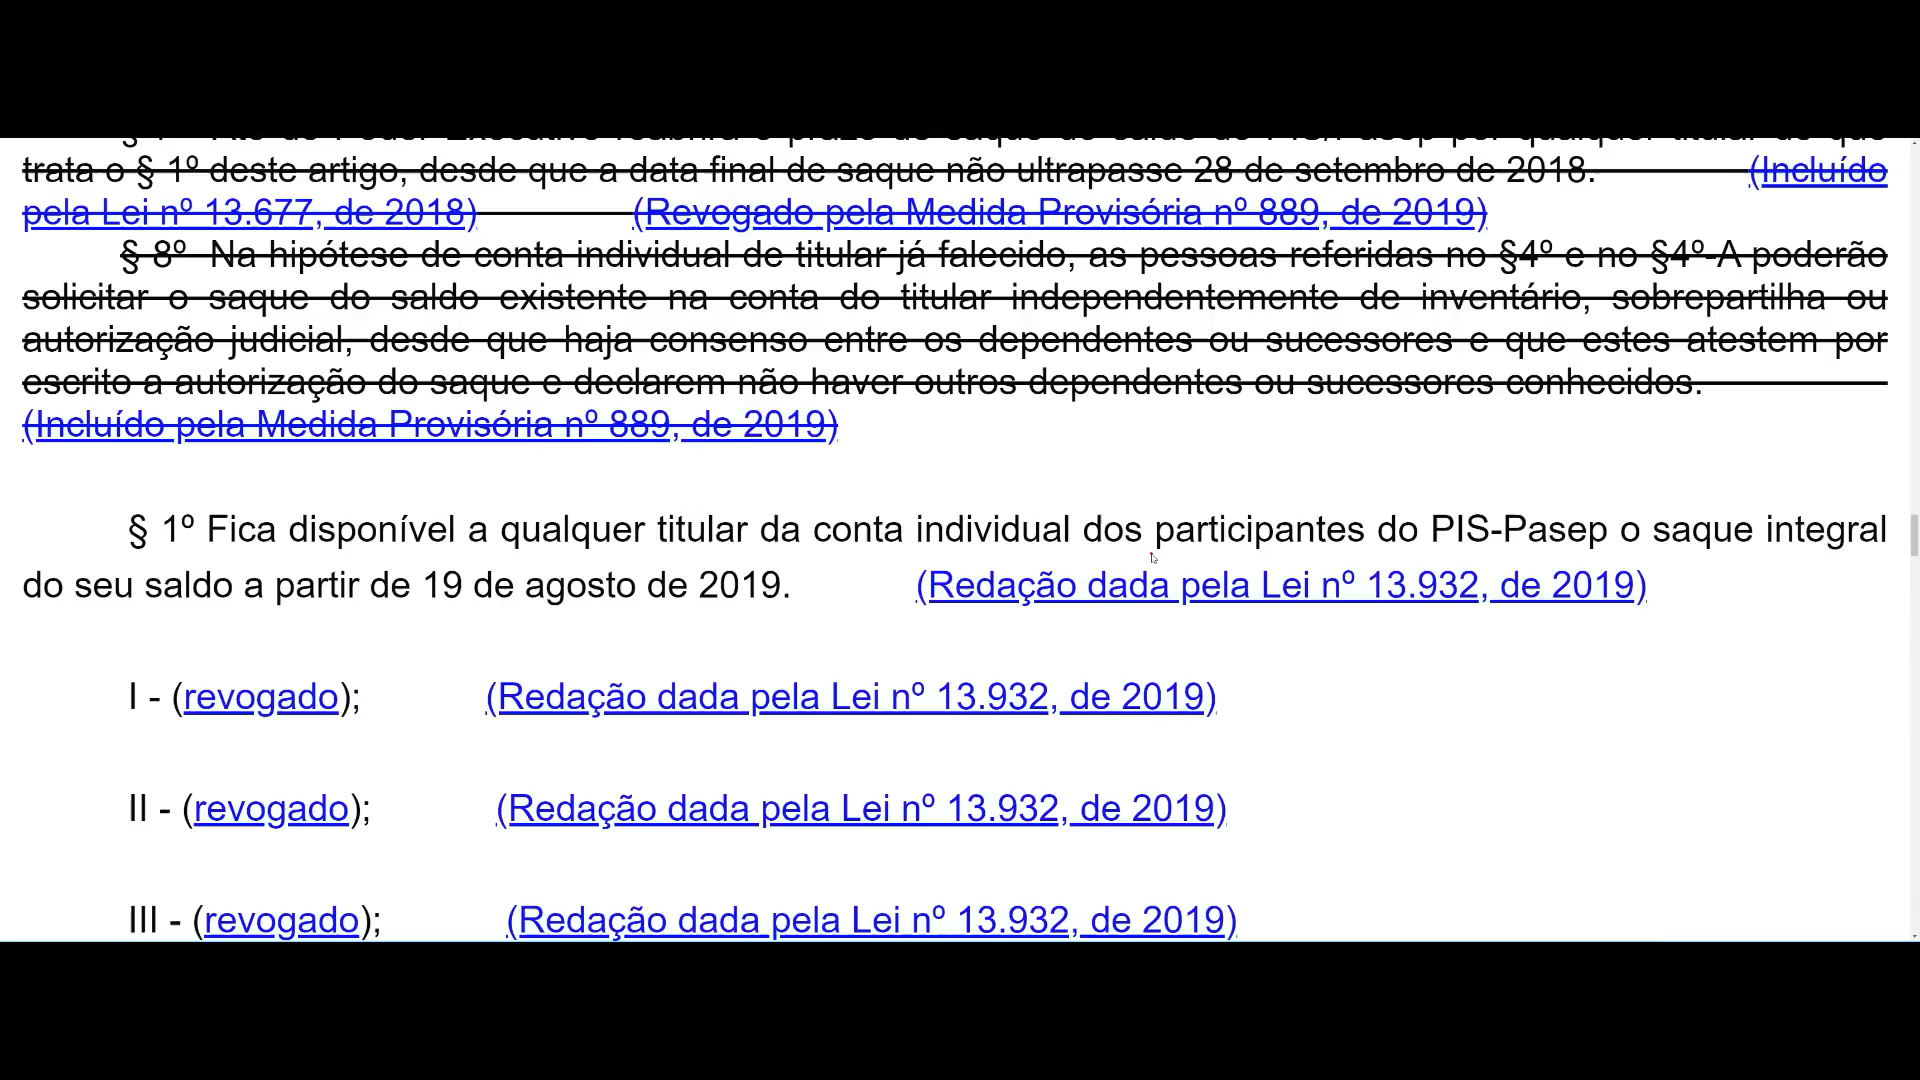 trata o § 1º deste artigo, desde que a data final de saque não ultrapasse 28 de setembro de 2018. (Incluído
pela Lei nº 13.677, de 2018) (Revogado pela Medida Provisória nº 889, de 2019)
§ 8º Na hipótese de conta individual de titular já falecido, as pessoas referidas no §4º e no §4º-A poderão
solicitar o saque do saldo existente na conta do titular independentemente de inventário, sobrepartilha ou
autorização judicial, desde que haja consenso entre os dependentes ou sucessores e que estes atestem por
escrito a autorização do saque e declarem não haver outros dependentes ou sucessores conhecidos.
(Incluído pela Medida Provisória nº 889, de 2019)
§ 1º Fica disponível a qualquer titular da conta individual dos participantes do PIS-Pasep o saque integral
do seu saldo a partir de 19 de agosto de 2019. (Redação dada pela Lei nº 13.932, de 2019)
I - (revogado); (Redação dada pela Lei nº 13.932, de 2019)
II - (revogado); (Redação dada pela Lei nº 13.932, de 2019)
III - (revogado); (Redação dada pela Lei nº 13.932, de 2019)